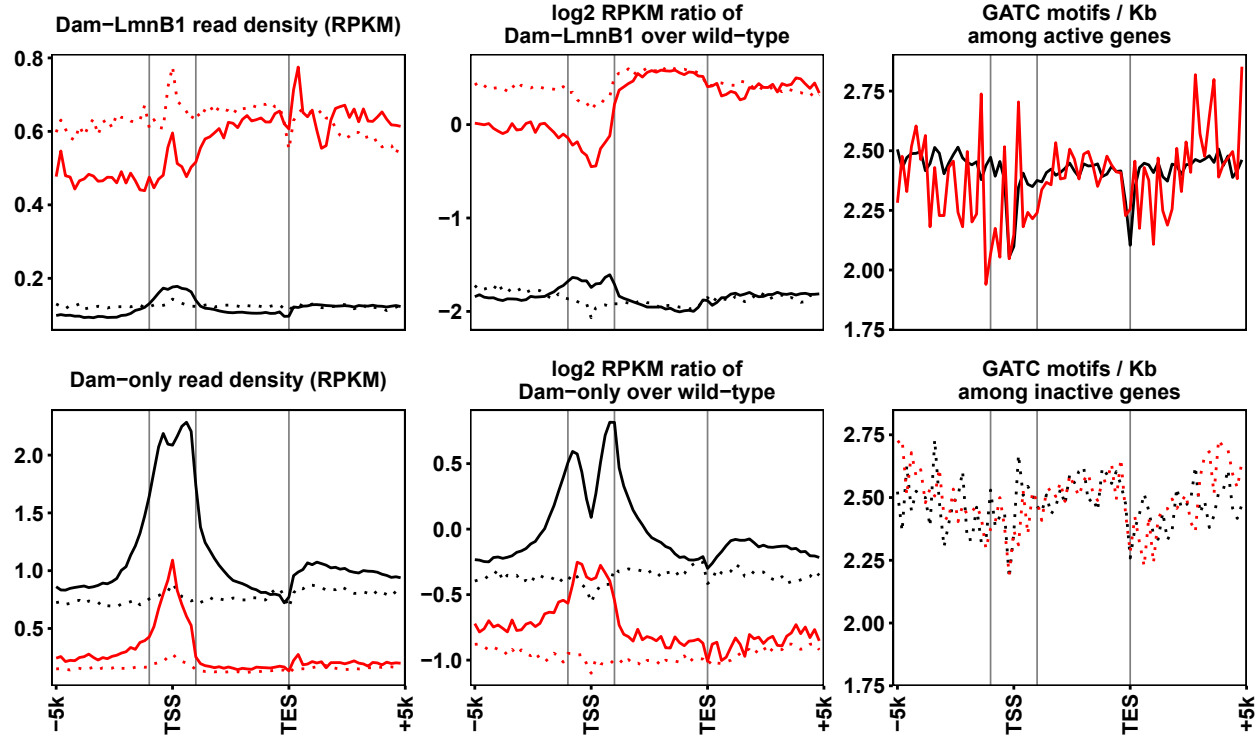 Dam−LmnB1 read density (RPKM)
log2 RPKM ratio of
Dam−LmnB1 over wild−type
GATC motifs / Kb
among active genes
0.8
0.6
0.4
0.2
0
−1
−2
2.75
2.50
2.25
2.00
1.75
Dam−only read density (RPKM)
log2 RPKM ratio of
Dam−only over wild−type
GATC motifs / Kb
among inactive genes
2.0
1.5
1.0
0.5
0.5
0.0
−0.5
−1.0
2.75
2.50
2.25
2.00
1.75
−5k
TSS
TES
+5k
−5k
TSS
TES
+5k
−5k
TSS
TES
+5k